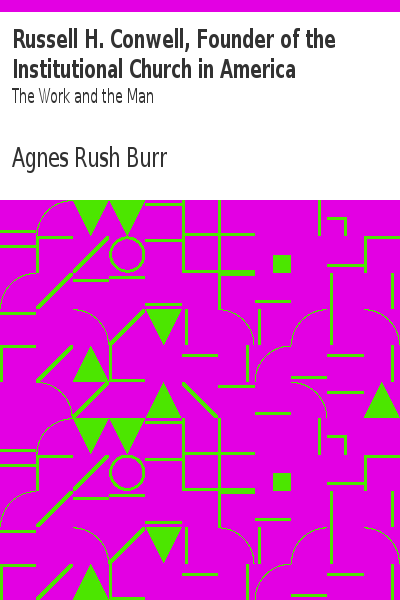 Russell H. Conwell, Founder of the
Institutional Church in America
The Work and the Man
Agnes Rush Burr